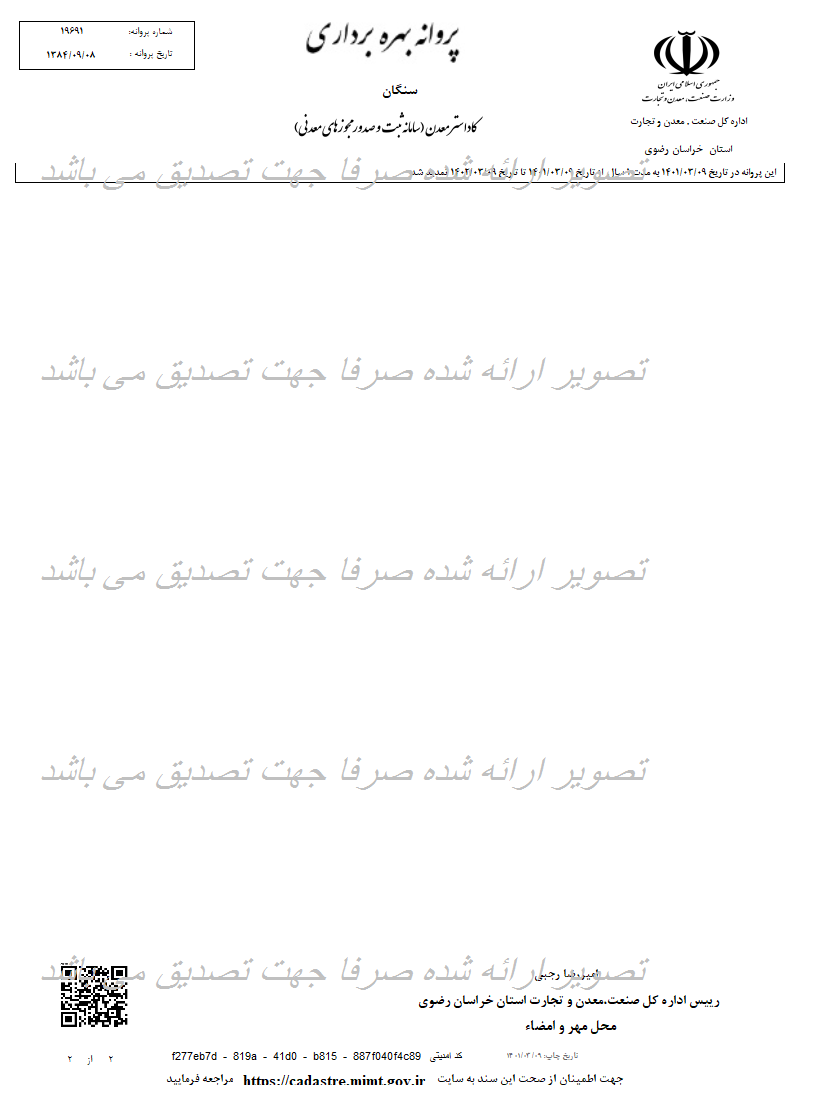 شماره پروانه: ۱۹۶۹۱
تاریخ پروانه : ۱۳۸۴/۰۹/۰۸
پروانه بهره برداری
سنگان
کاداستر معدن (سامانه ثبت و صدور مجوزهای معدنی)
جمهوری اسلامی ایران
وزارت صنعت، معدن و تجارت
اداره کل صنعت . معدن و تجارت
استان خراسان رضوی
این پروانه در تاریخ ۱۴۰۱/۰۳/۰۹ به مدت ۱ سال از تاریخ ۱۴۰۱/۰۳/۰۹ تا تاریخ ۱۴۰۲/۰۳/۰۹ تمدید شد
تصویر ارائه شده صرفا جهت تصدیق می باشد
تصویر ارائه شده صرفا جهت تصدیق می باشد
تصویر ارائه شده صرفا جهت تصدیق می باشد
تصویر ارائه شده صرفا جهت تصدیق می باشد
تصویر ارائه شده صرفا جهت تصدیق می باشد
امیررضا رجبی
رییس اداره کل صنعت،معدن و تجارت استان خراسان رضوی
محل مهر و امضاء
تاریخ چاپ: ۱۴۰۱/۰۳/۰۹
کد امنیتی f277eb7d - 819a - 41d0 - b815 - 887f040f4c89
۲ از ۲
جهت اطمینان از صحت این سند به سایت https://cadastre.mimt.gov.ir مراجعه فرمایید